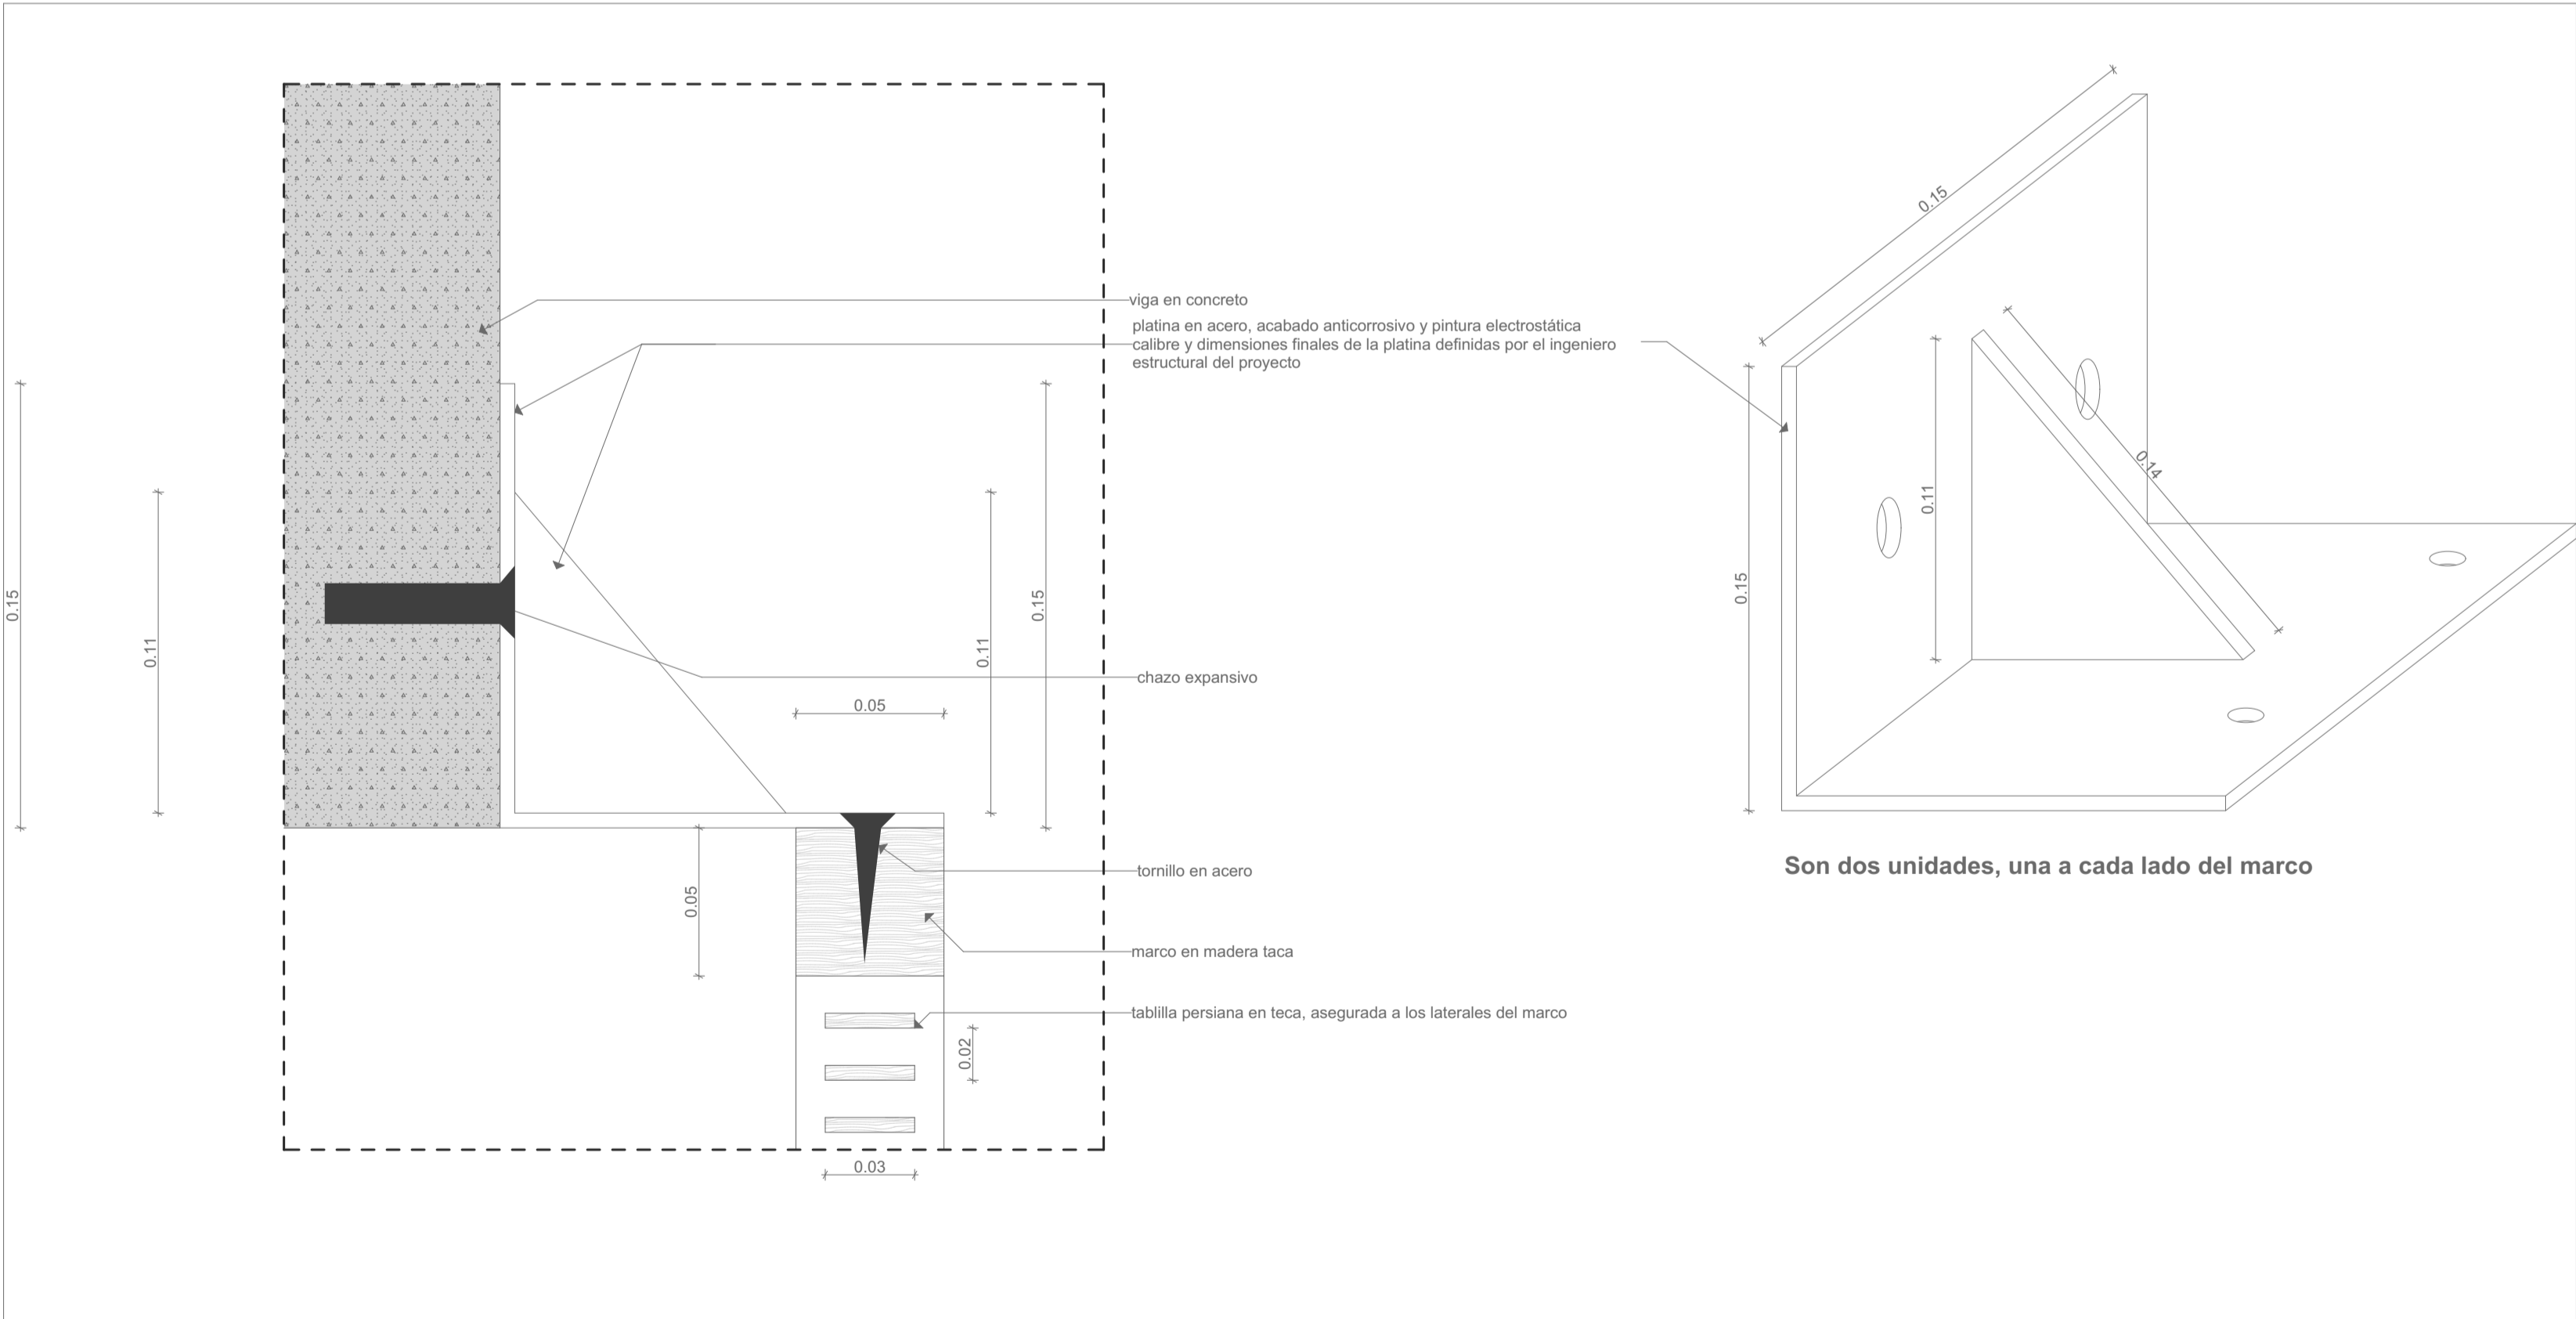 viga en concreto
platina en acero, acabado anticorrosivo y pintura electrostática
calibre y dimensiones finales de la platina definidas por el ingeniero
estructural del proyecto
0.15
0.11
0.11
0.15
chazo expansivo
0.05
0.05
tornillo en acero
marco en madera taca
tablilla persiana en teca, asegurada a los laterales del marco
0.02
0.03
0.15
0.14
0.11
0.15
Son dos unidades, una a cada lado del marco